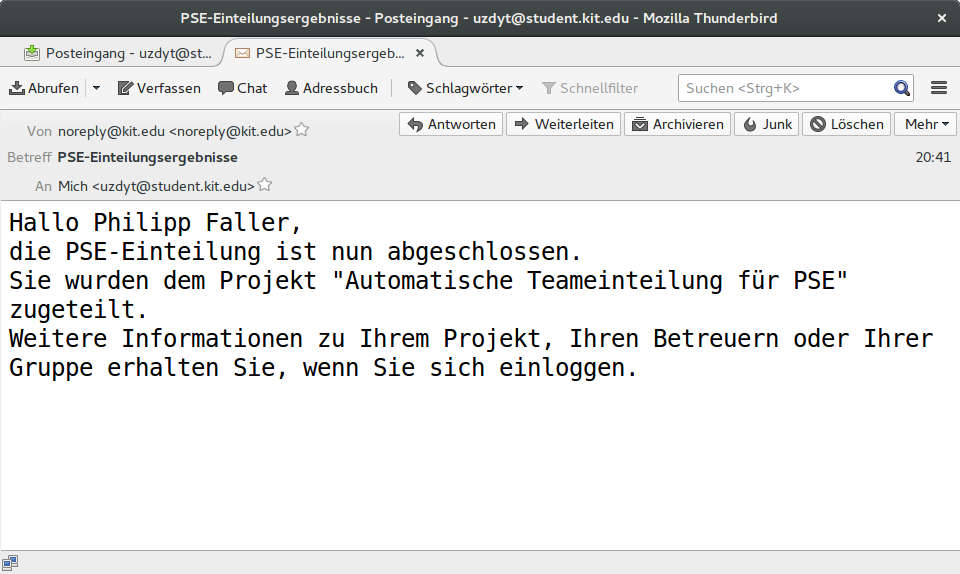 PSE-Einteilungsergebnisse - Posteingang - uzdyt@student.kit.edu - Mozilla Thunderbird
Posteingang - uzdyt@st... PSE-Einteilungsergeb...
Abrufen Verfassen Chat Adressbuch Schlagwörter Schnellfilter Suchen <Strg+K>
Von noreply@kit.edu <noreply@kit.edu> Antworten Weiterleiten Archivieren Junk Löschen Mehr
Betreff PSE-Einteilungsergebnisse 20:41
An Mich <uzdyt@student.kit.edu>
Hallo Philipp Faller,
die PSE-Einteilung ist nun abgeschlossen.
Sie wurden dem Projekt "Automatische Teameinteilung für PSE"
zugeteilt.
Weitere Informationen zu Ihrem Projekt, Ihren Betreuern oder Ihrer
Gruppe erhalten Sie, wenn Sie sich einloggen.